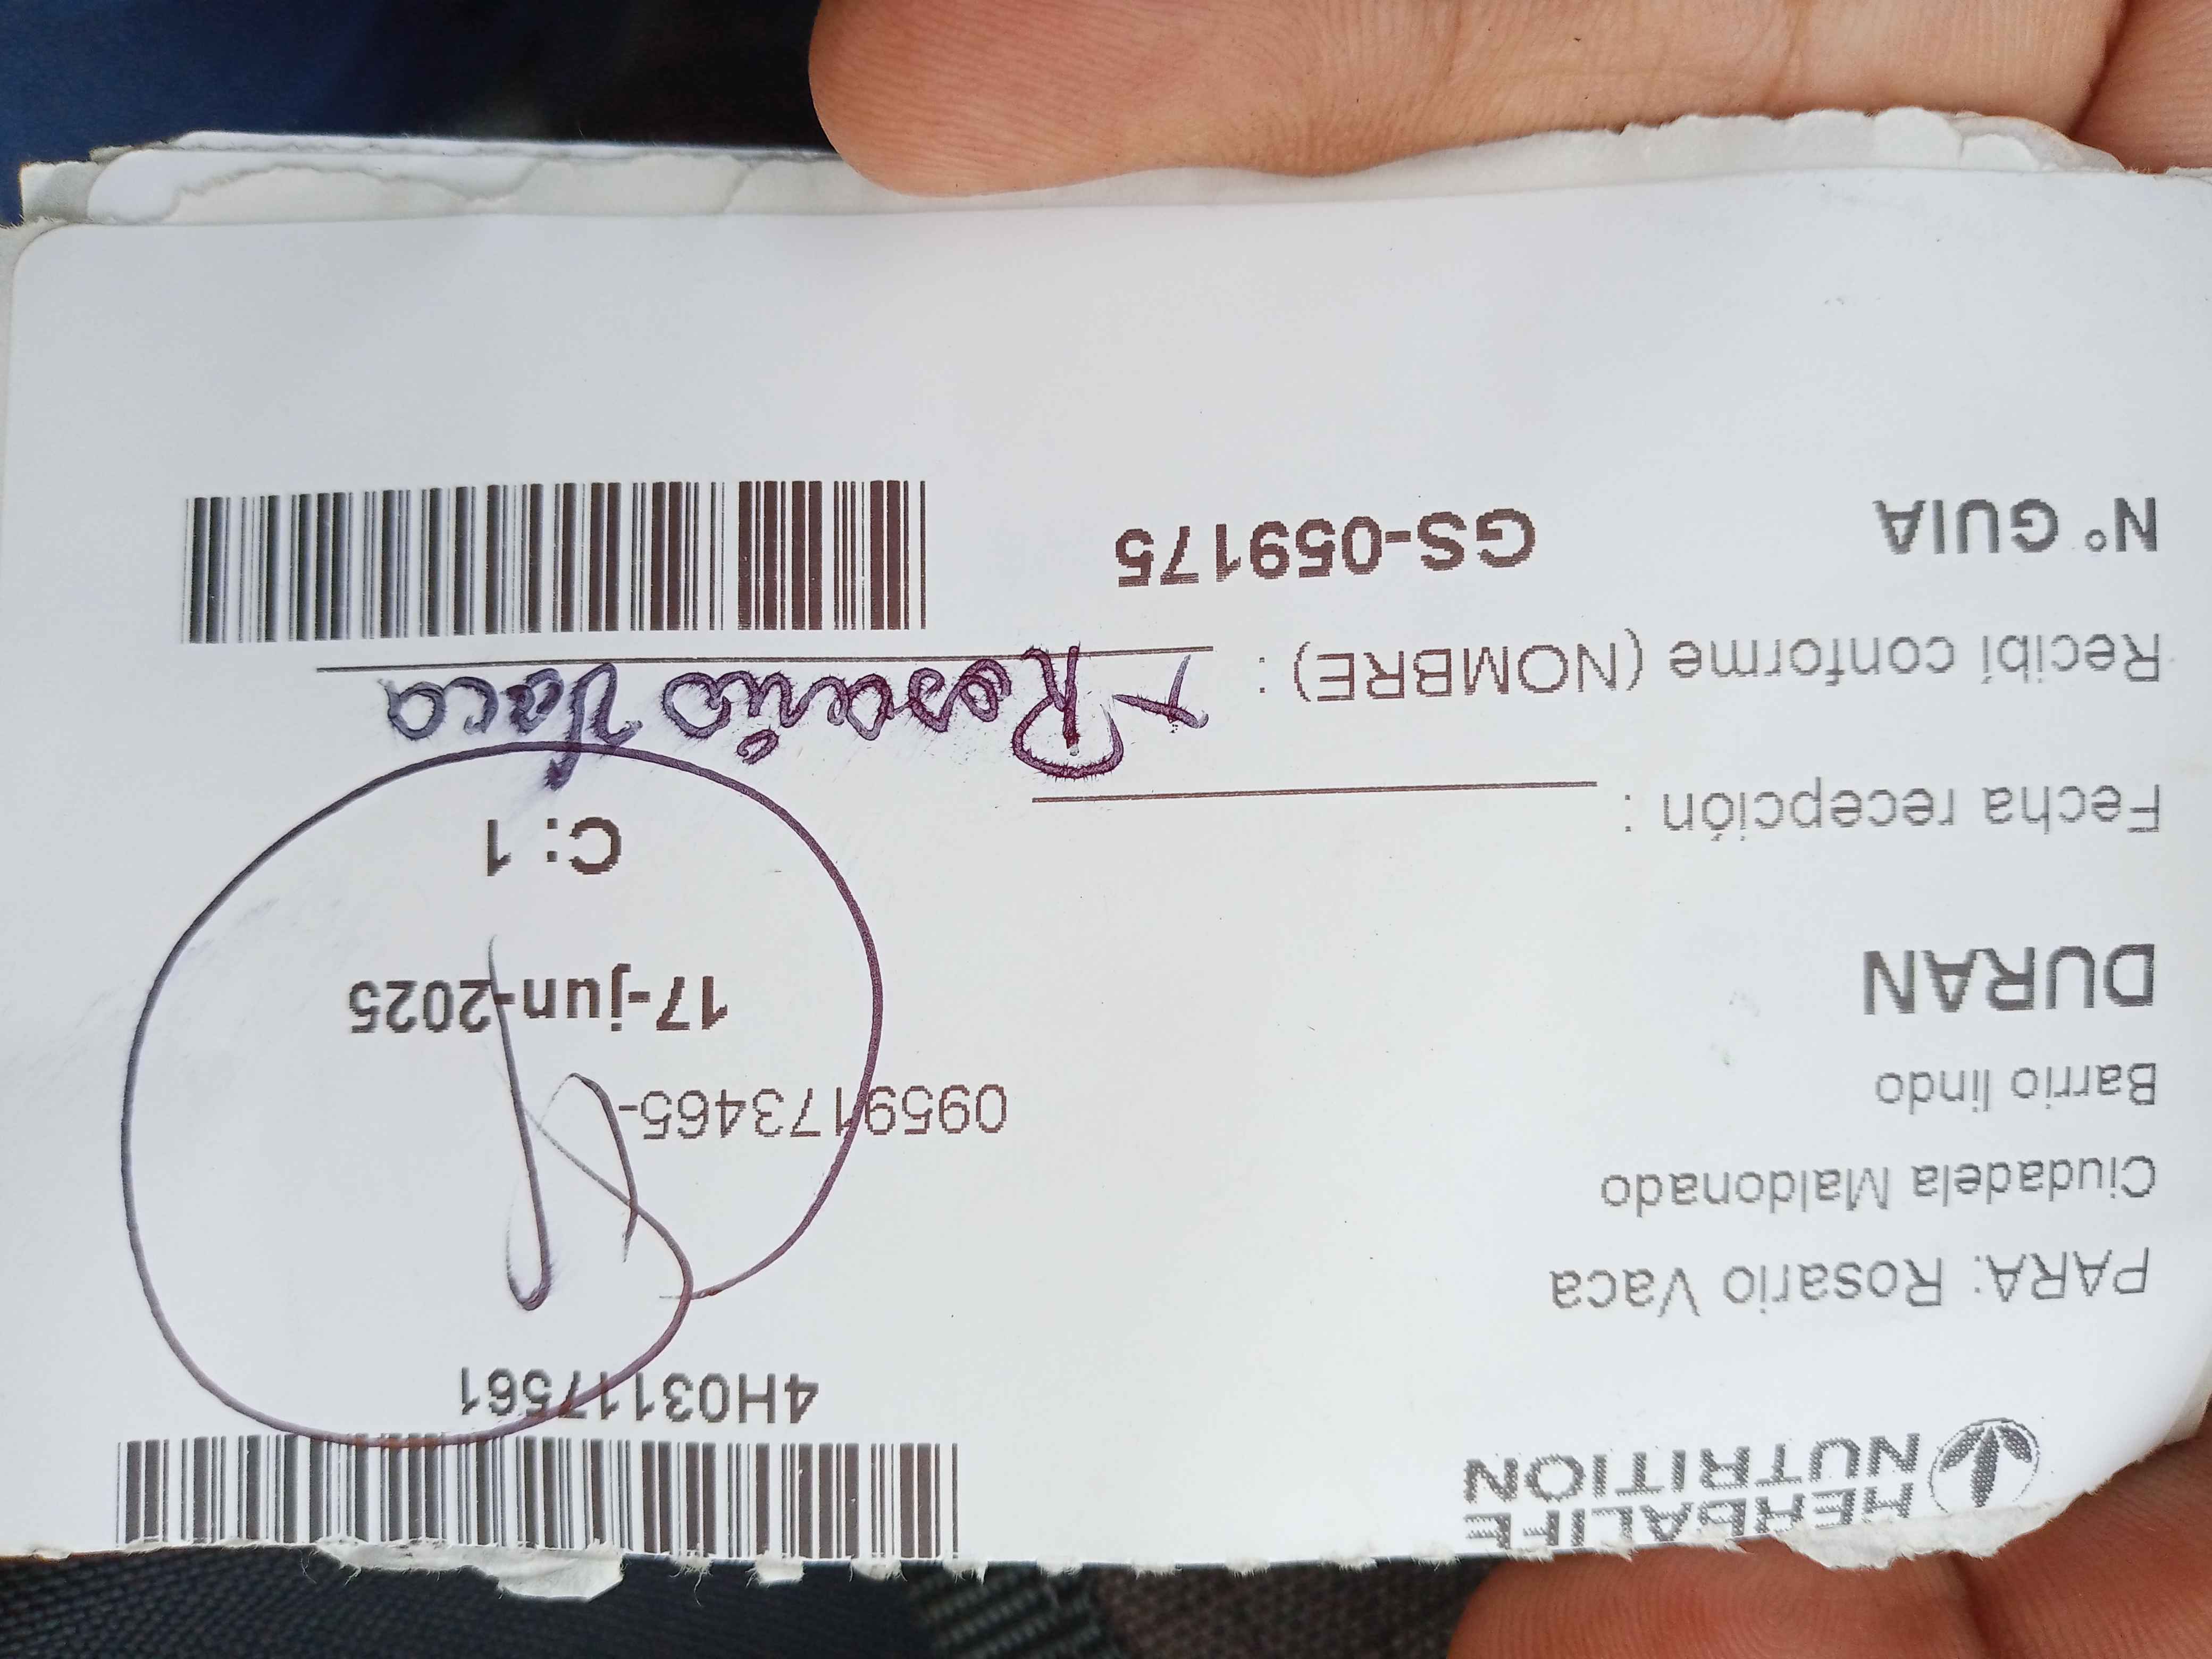 HERBALIFE
NUTRITION
4H03117561
PARA: Rosario Vaca
Ciudadela Maldonado
Barrio lindo
0959173465-
DURAN
17-jun-2025
C: 1
Fecha recepción :
Recibí conforme (NOMBRE) : Rosario Vaca
N° GUIA GS-059175